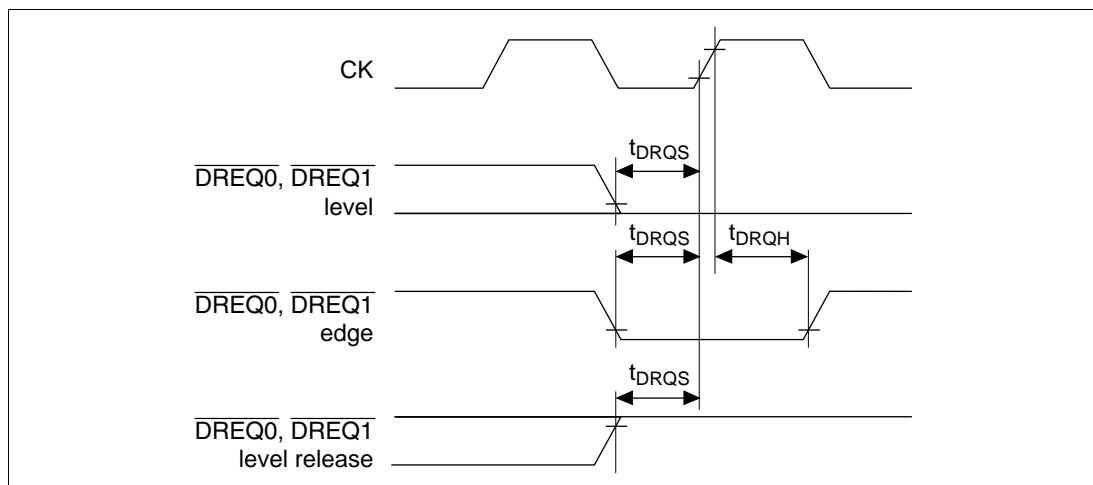 CK
tDRQS
DREQ0, DREQ1
level
tDRQS
tDRQH
DREQ0, DREQ1
edge
tDRQS
DREQ0, DREQ1
level release